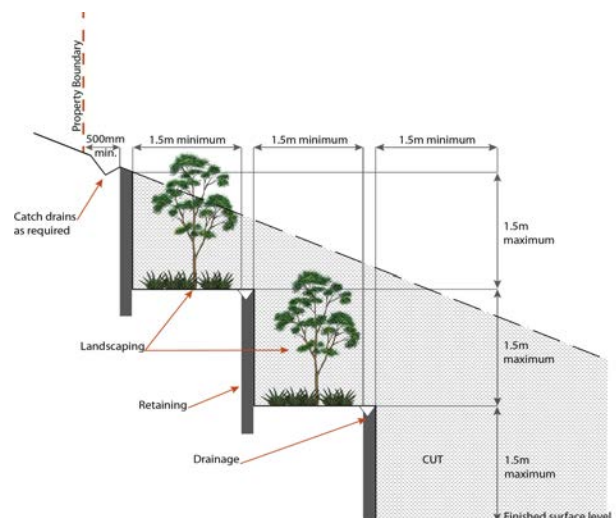 Property Boundary
500mm
min.
1.5m minimum
1.5m minimum
1.5m minimum
Catch drains
as required
1.5m
maximum
Landscaping
1.5m
maximum
Retaining
Drainage
CUT
1.5m
maximum
Finished surface level